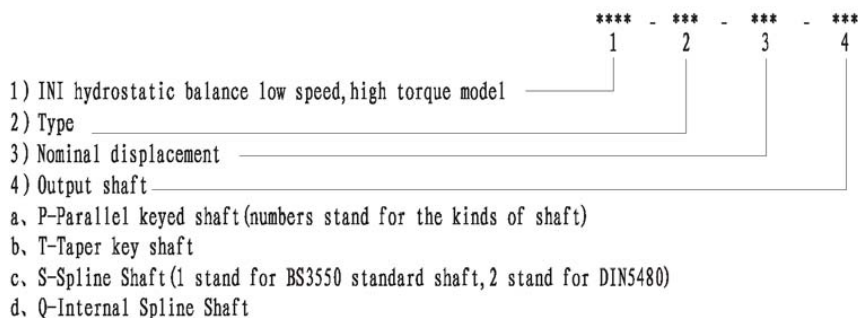 **** - *** - *** - ***
1 2 3 4
1) INI hydrostatic balance low speed,high torque model
2) Type
3) Nominal displacement
4) Output shaft
a、P-Parallel keyed shaft(numbers stand for the kinds of shaft)
b、T-Taper key shaft
c、S-Spline Shaft(1 stand for BS3550 standard shaft,2 stand for DIN5480)
d、Q-Internal Spline Shaft